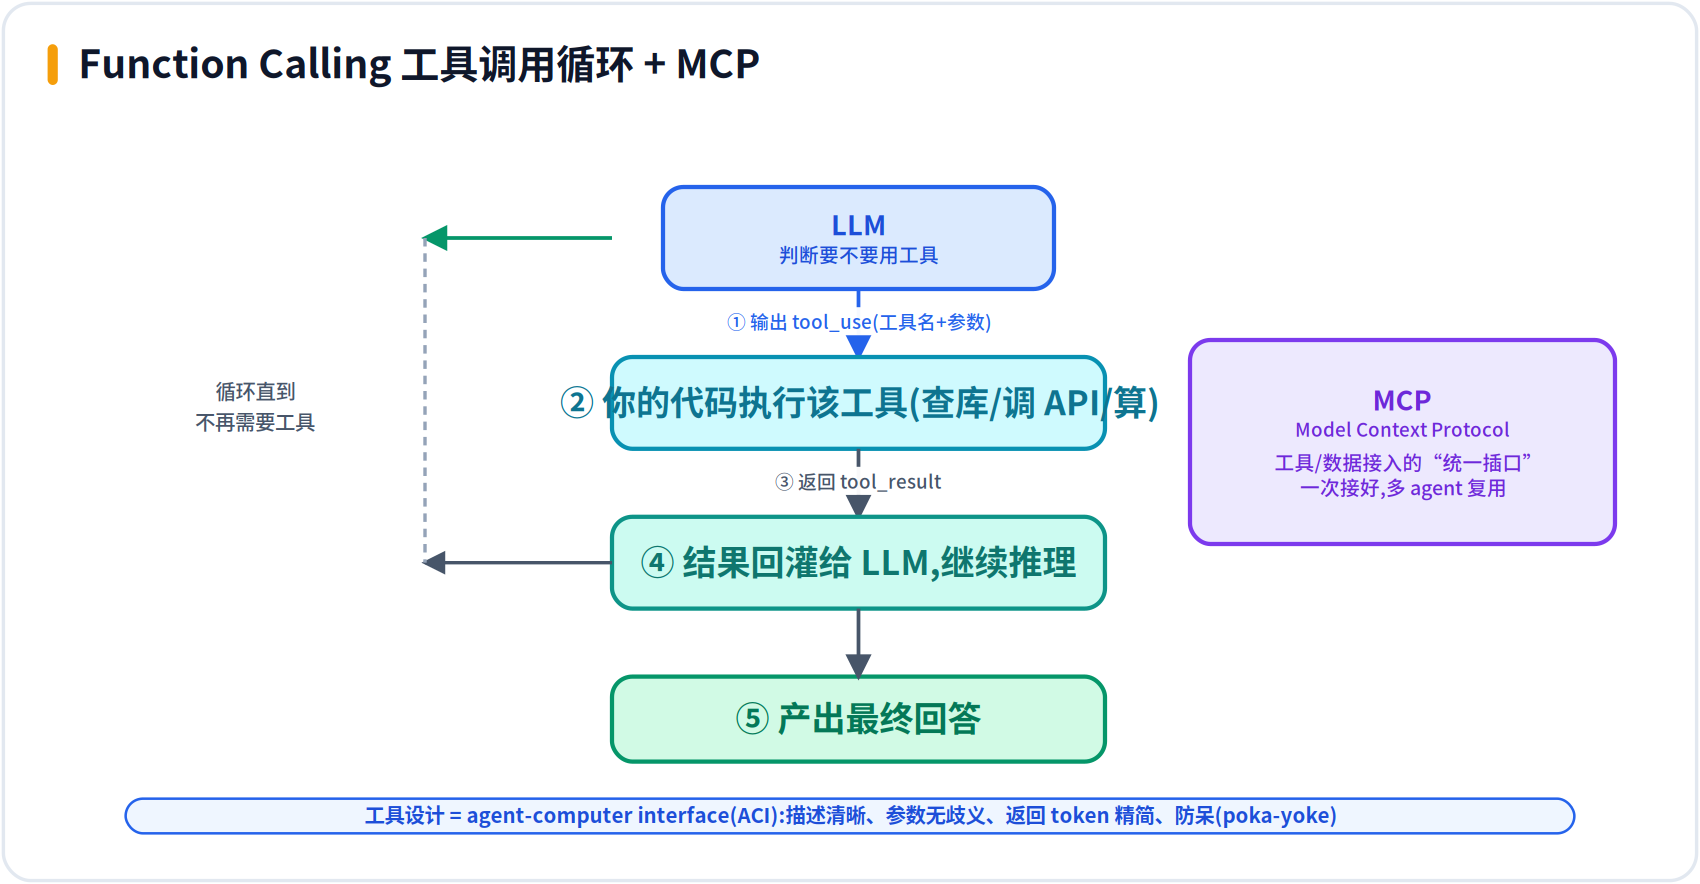 Function Calling 工具调用循环 + MCP
LLM
判断要不要用工具
① 输出 tool_use(工具名+参数)
② 你的代码执行该工具(查库/调 API/算)
③ 返回 tool_result
④ 结果回灌给 LLM,继续推理
⑤ 产出最终回答
循环直到
不再需要工具
MCP
Model Context Protocol
工具/数据接入的“统一插口”
一次接好,多 agent 复用
工具设计 = agent-computer interface(ACI):描述清晰、参数无歧义、返回 token 精简、防呆(poka-yoke)